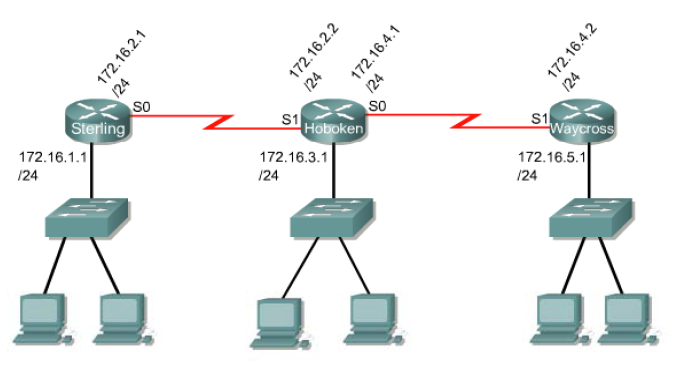 172.16.2.1
/24
172.16.2.2
/24
172.16.4.1
/24
172.16.4.2
/24
S0
S1
S0
S1
Sterling
Hoboken
Waycross
172.16.1.1
/24
172.16.3.1
/24
172.16.5.1
/24